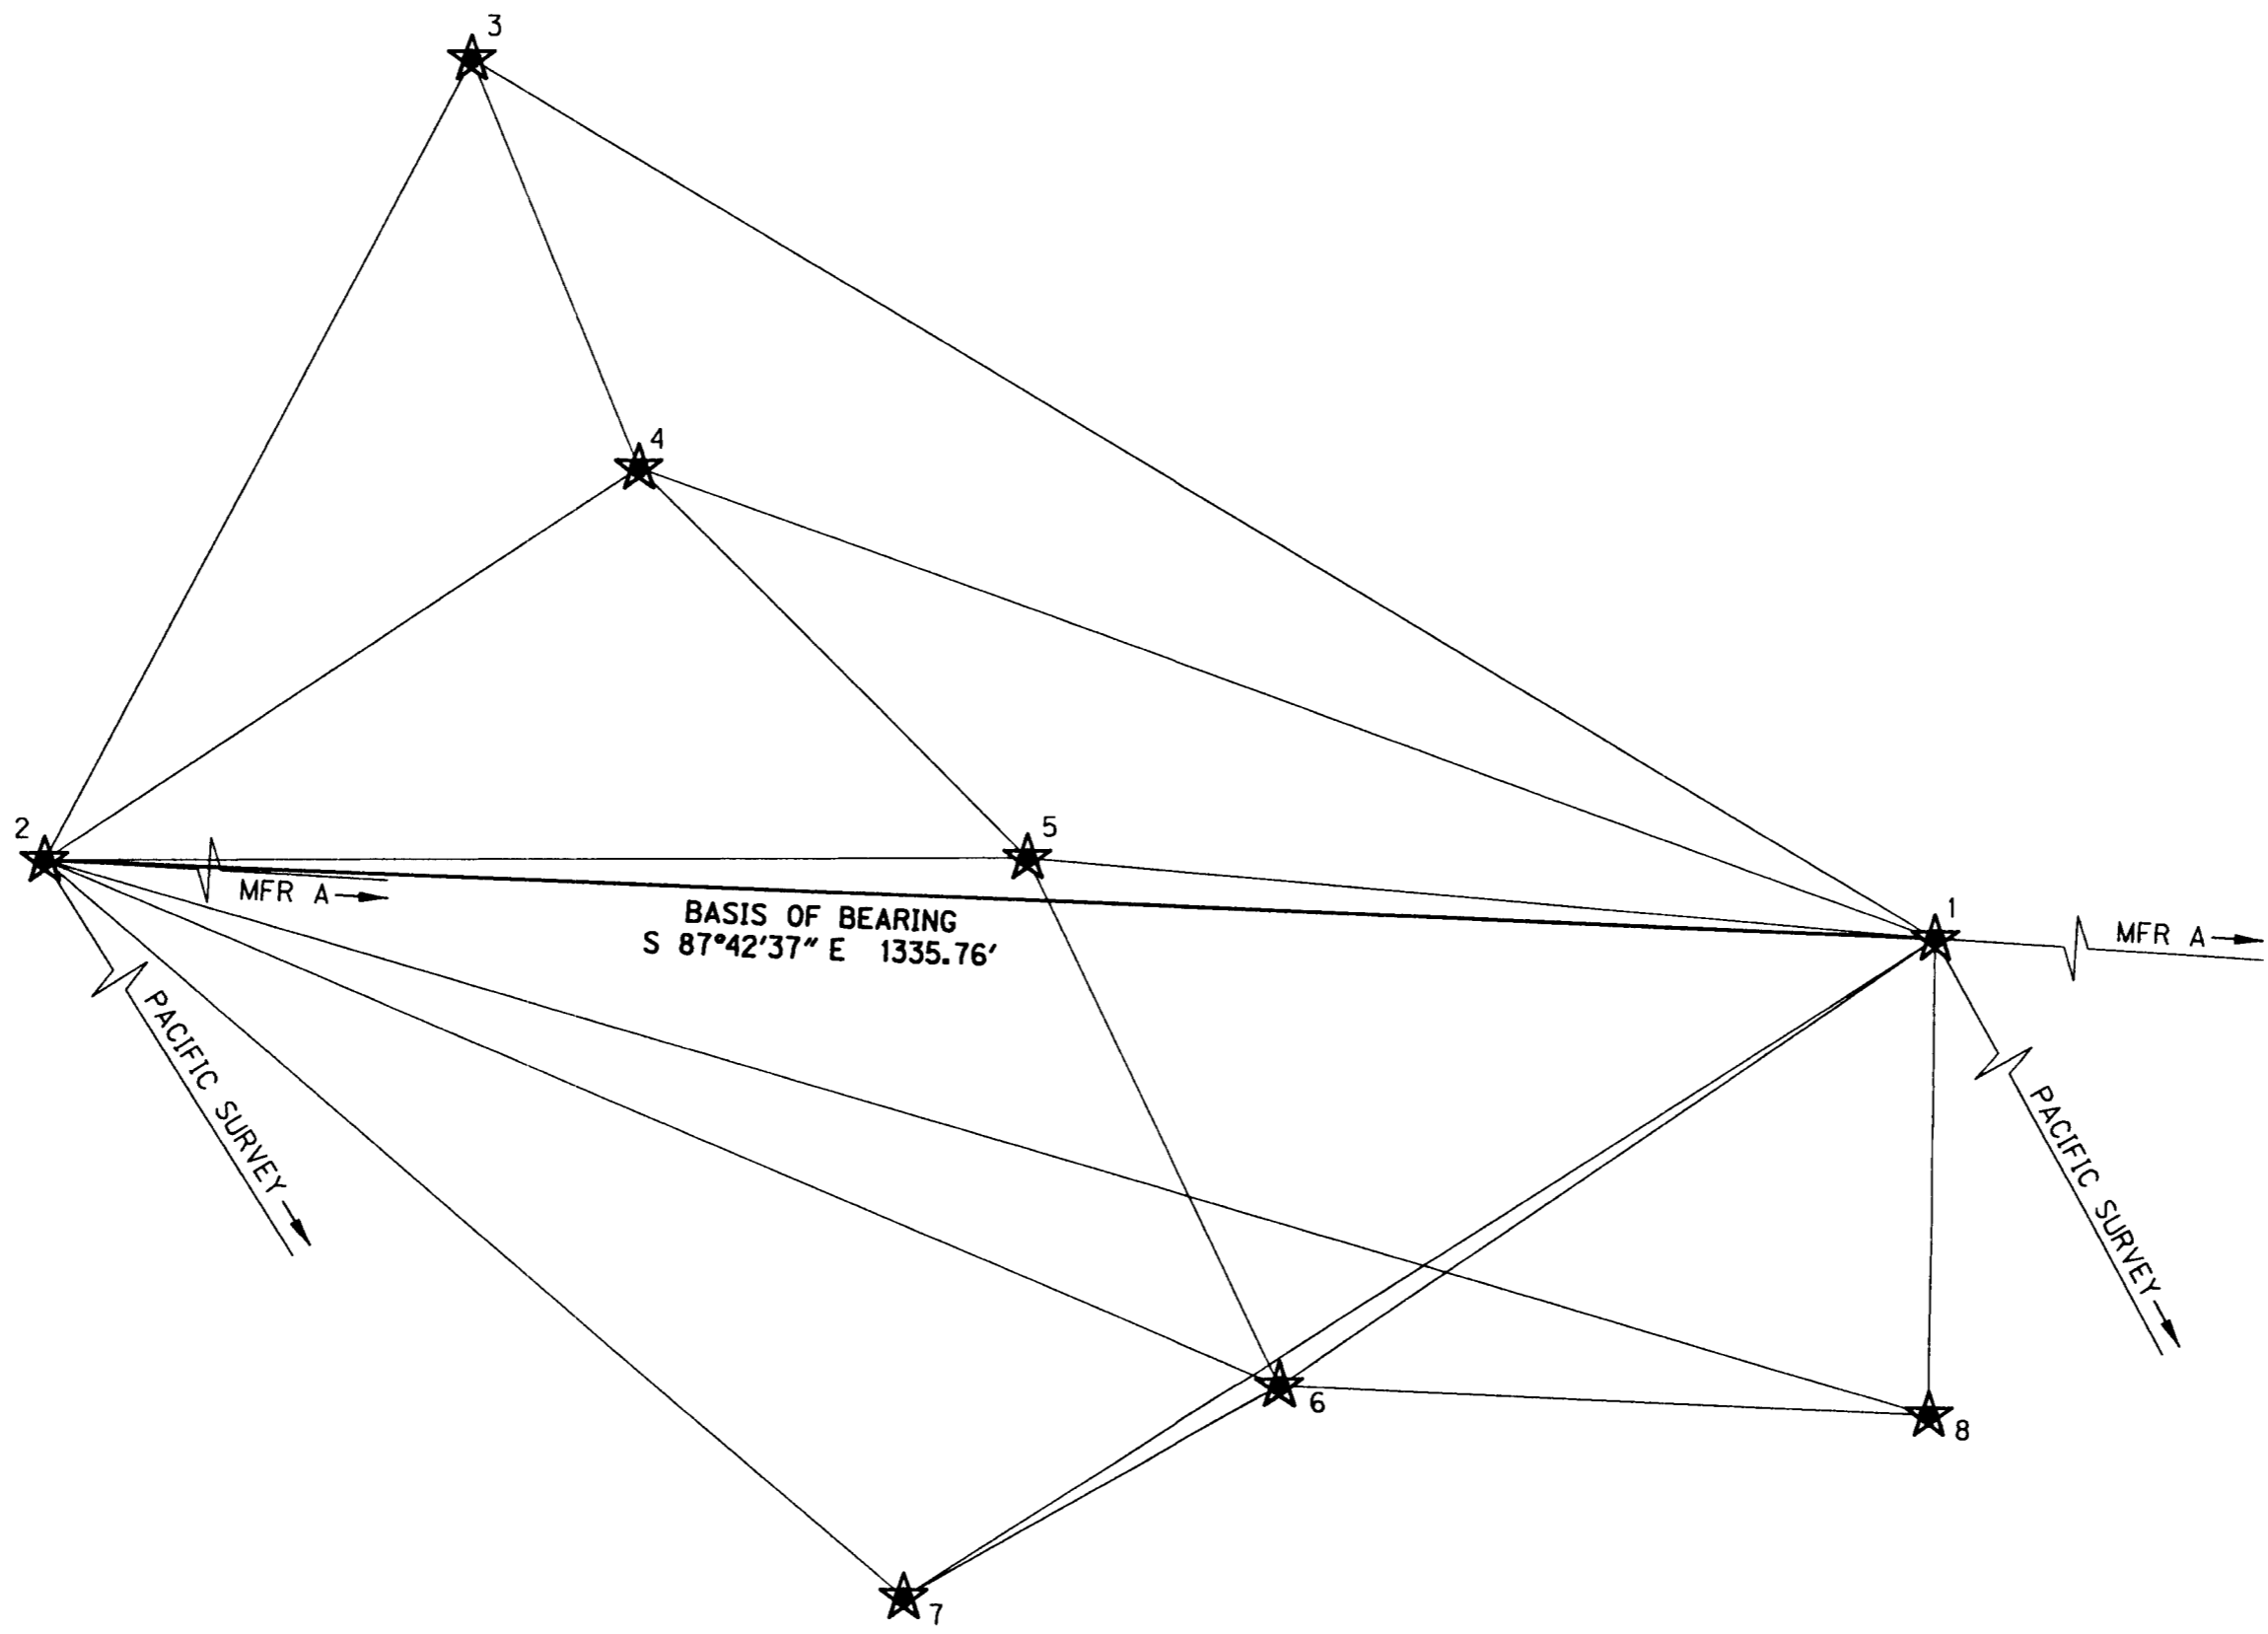 3
4
2
5
MFR A
BASIS OF BEARING
S 87°42'37" E 1335.76'
1
MFR A
PACIFIC SURVEY
PACIFIC SURVEY
6
8
7